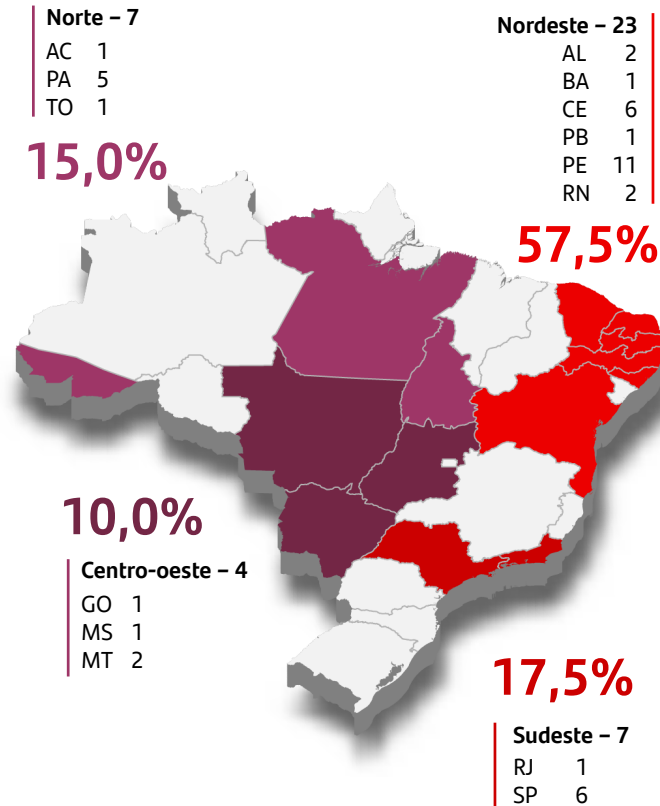 Norte – 7
AC 1
PA 5
TO 1
15,0%
Nordeste – 23
AL 2
BA 1
CE 6
PB 1
PE 11
RN 2
57,5%
10,0%
Centro-oeste – 4
GO 1
MS 1
MT 2
17,5%
Sudeste – 7
RJ 1
SP 6